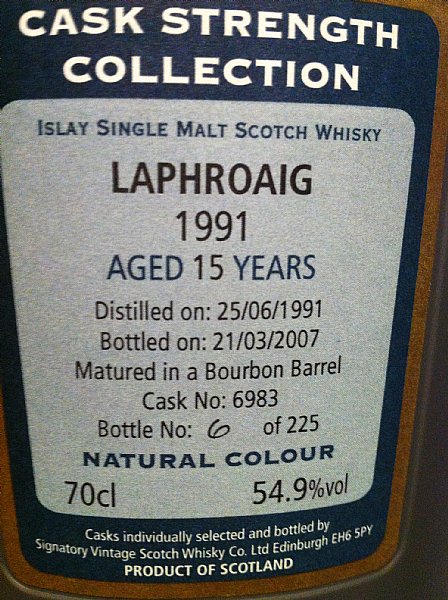 CASK STRENGTH
COLLECTION
ISLAY SINGLE MALT SCOTCH WHISKY
LAPHROAIG
1991
AGED 15 YEARS
Distilled on: 25/06/1991
Bottled on: 21/03/2007
Matured in a Bourbon Barrel
Cask No: 6983
Bottle No: 6 of 225
NATURAL COLOUR
70cl 54.9%vol
Casks individually selected and bottled by
Signatory Vintage Scotch Whisky Co. Ltd Edinburgh EH6 5PY
PRODUCT OF SCOTLAND